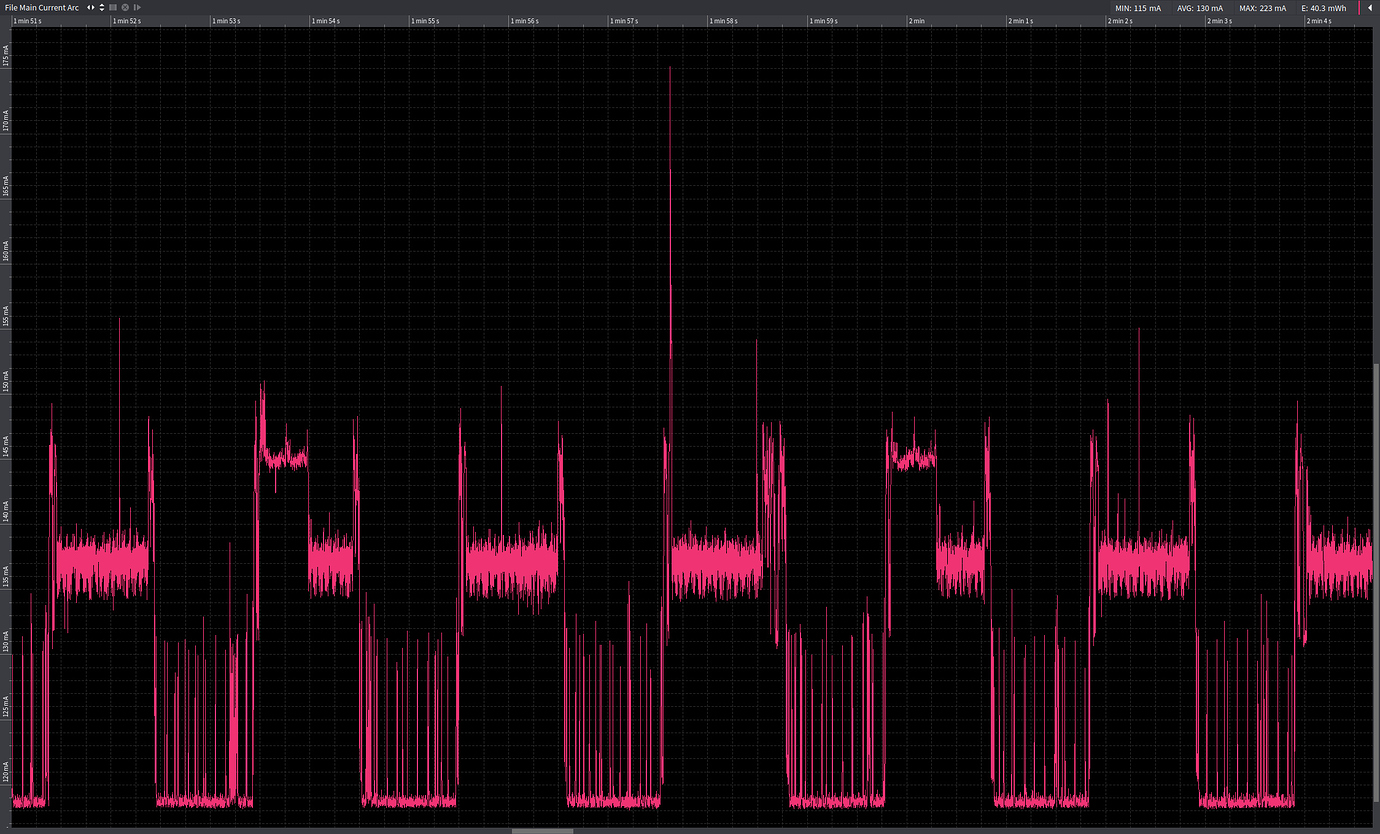 File Main Current Arc MIN: 115 mA AVG: 130 mA MAX: 223 mA E: 40.3 mWh
1 min 51 s 1 min 52 s 1 min 53 s 1 min 54 s 1 min 55 s 1 min 56 s 1 min 57 s 1 min 58 s 1 min 59 s 2 min 2 min 1 s 2 min 2 s 2 min 3 s 2 min 4 s
175 mA
170 mA
165 mA
160 mA
155 mA
150 mA
145 mA
140 mA
135 mA
130 mA
125 mA
120 mA